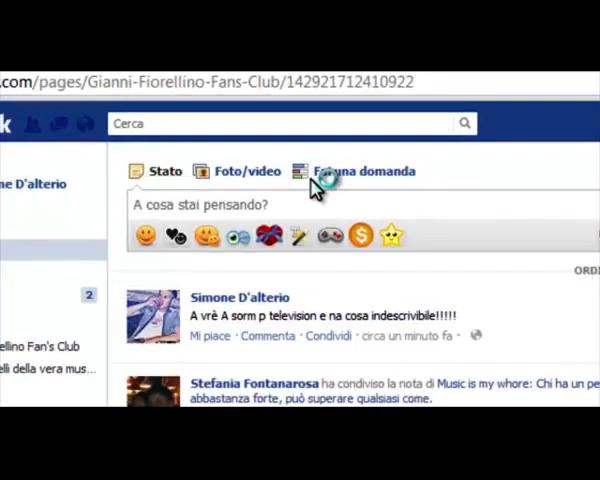 .com/pages/Gianni-Fiorellino-Fans-Club/142921712410922
k
Cerca
ne D'alterio
Stato Foto/video una domanda
A cosa stai pensando?
ORDI
2
Simone D'alterio
A vrè A sorm p television e na cosa indescrivibile!!!!!
Mi piace · Commenta · Condividi · circa un minuto fa ·
ellino Fan's Club
elli della vera mus...
Stefania Fontanarosa ha condiviso la nota di Music is my whore: Chi ha un pe
abbastanza forte, può superare qualsiasi come.